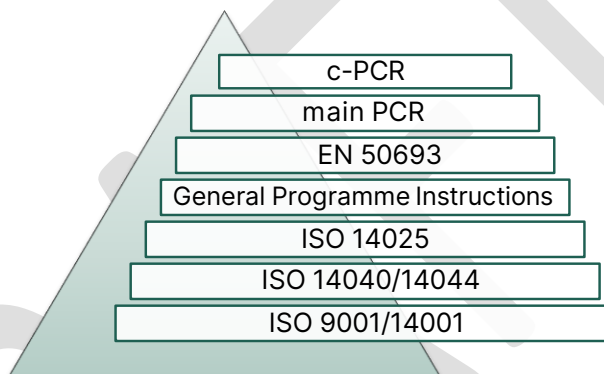 c-PCR
main PCR
EN 50693
General Programme Instructions
ISO 14025
ISO 14040/14044
ISO 9001/14001